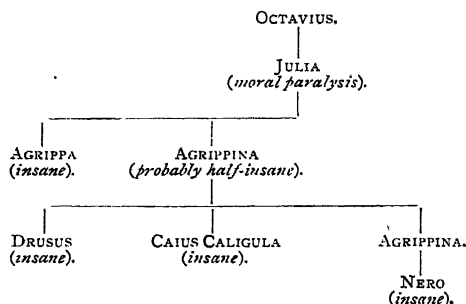 OCTAVIUS.
JULIA
(moral paralysis).
AGRIPPA
(insane).
AGRIPPINA
(probably half-insane).
DRUSUS
(insane).
CAIUS CALIGULA
(insane).
AGRIPPINA.
NERO
(insane).